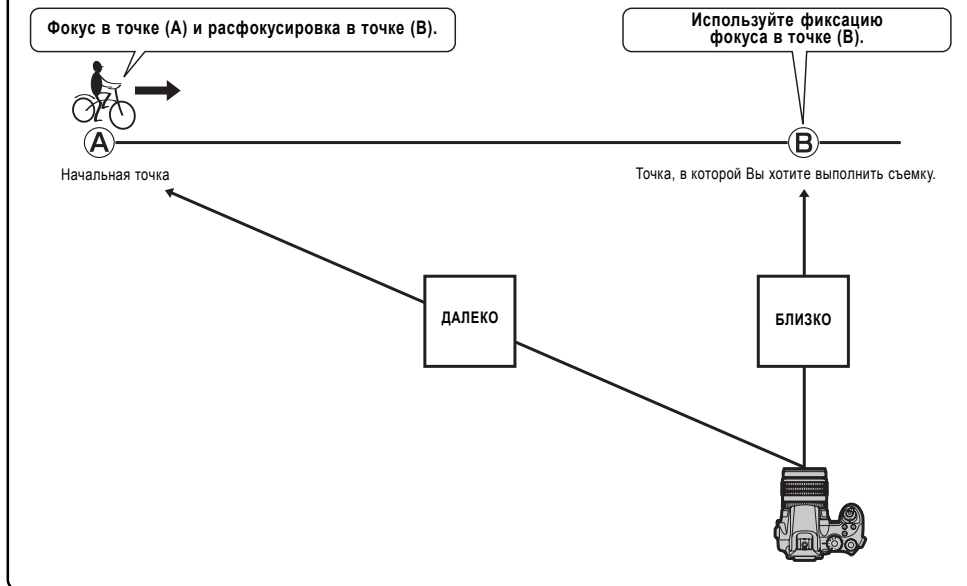 Фокус в точке (A) и расфокусировка в точке (B).
Используйте фиксацию
фокуса в точке (B).
A
B
Начальная точка
Точка, в которой Вы хотите выполнить съемку.
ДАЛЕКО
БЛИЗКО